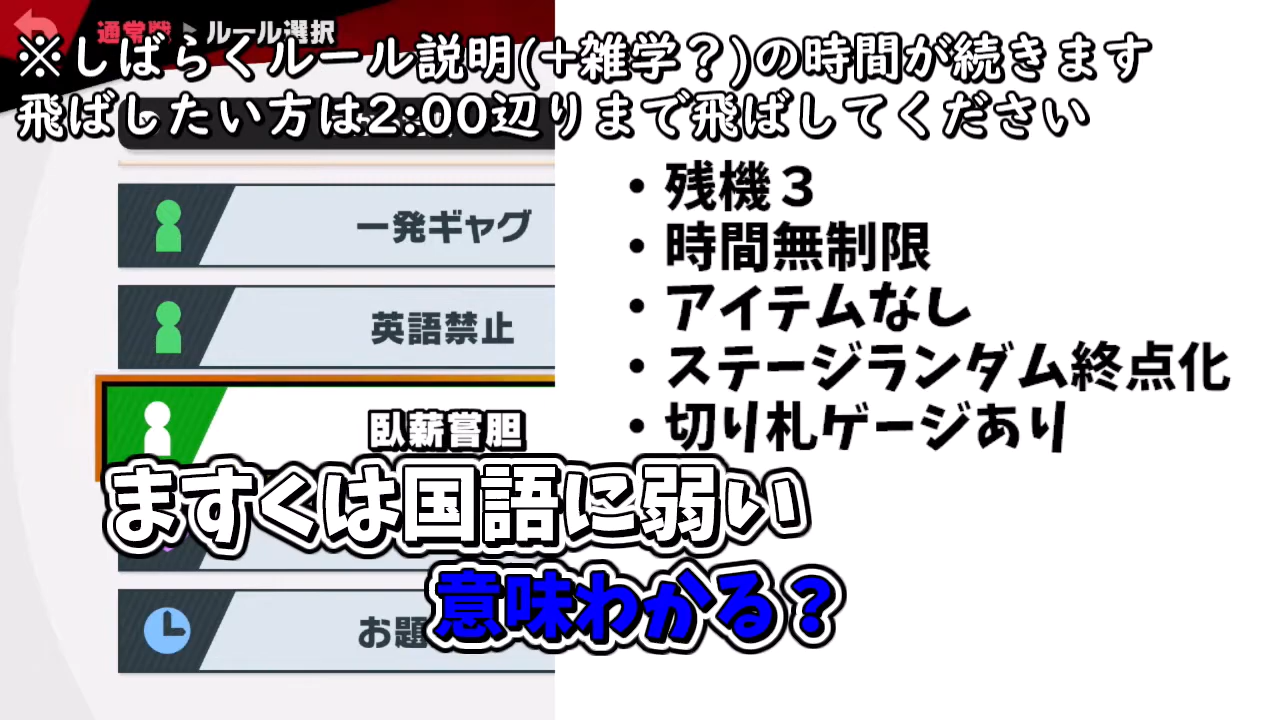 通常戦 ▶ ルール選択
※しばらくルール説明(+雑学？)の時間が続きます
飛ばしたい方は2:00辺りまで飛ばしてください
・残機３
・時間無制限
・アイテムなし
・ステージランダム終点化
・切り札ゲージあり
一発ギャグ
英語禁止
臥薪嘗胆
ますくは国語に弱い
意味わかる？
お題